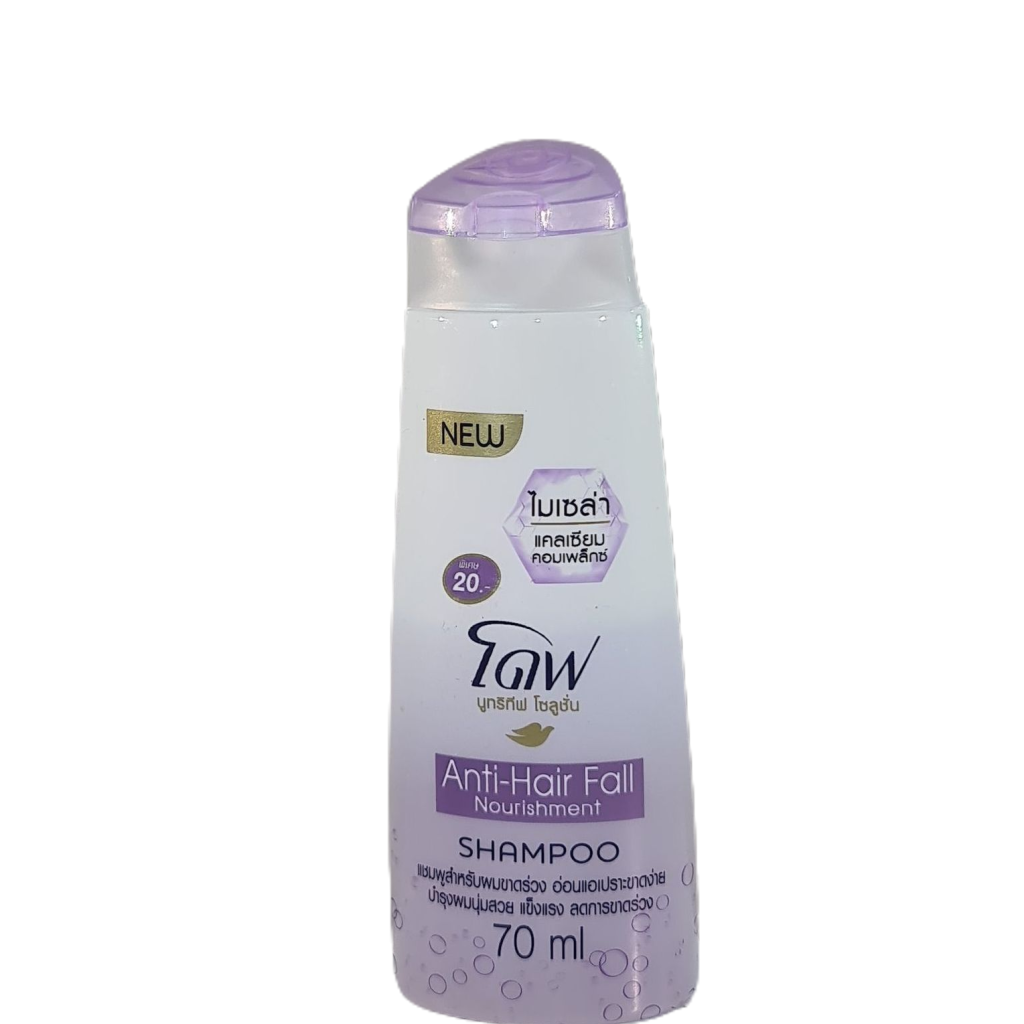 NEW
ไมเซล่า
แคลเซียม
คอมเพล็กซ์
พิเศษ
20.-
โดฟ
นูทริทีฟ โซลูชั่น
Anti-Hair Fall
Nourishment
SHAMPOO
แชมพูสำหรับผมขาดร่วง อ่อนแอเปราะขาดง่าย
บำรุงผมนุ่มสวย แข็งแรง ลดการขาดร่วง
70 ml